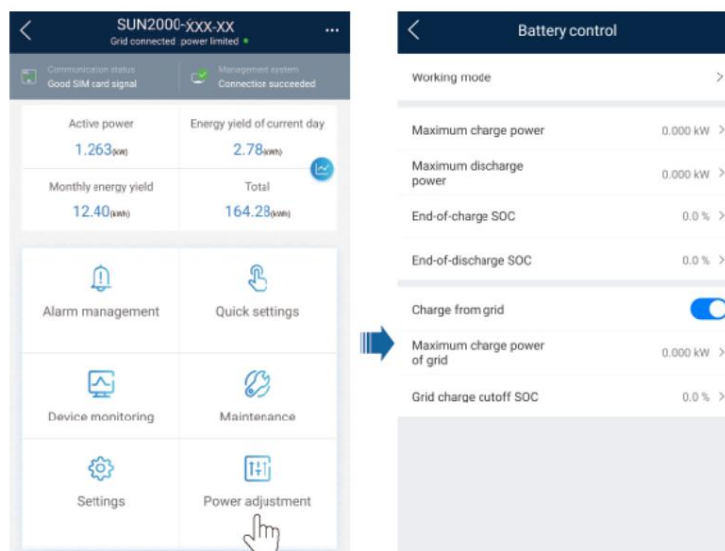 SUN2000-XXX-XX
Grid connected power limited
Communication status
Good SIM card signal
Management system
Connection succeeded
Active power
1.263(kW)
Energy yield of current day
2.78(kWh)
Monthly energy yield
12.40(kWh)
Total
164.28(kWh)
Alarm management
Quick settings
Device monitoring
Maintenance
Settings
Power adjustment
Battery control
Working mode
Maximum charge power
0.000 kW
Maximum discharge
power
0.000 kW
End-of-charge SOC
0.0 %
End-of-discharge SOC
0.0 %
Charge from grid
Maximum charge power
of grid
0.000 kW
Grid charge cutoff SOC
0.0 %